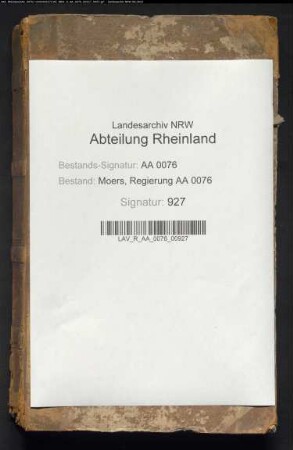 Landesarchiv NRW
Abteilung Rheinland
Bestands-Signatur: AA 0076
Bestand: Moers, Regierung AA 0076
Signatur: 927
LAV_R_AA_0076_00927